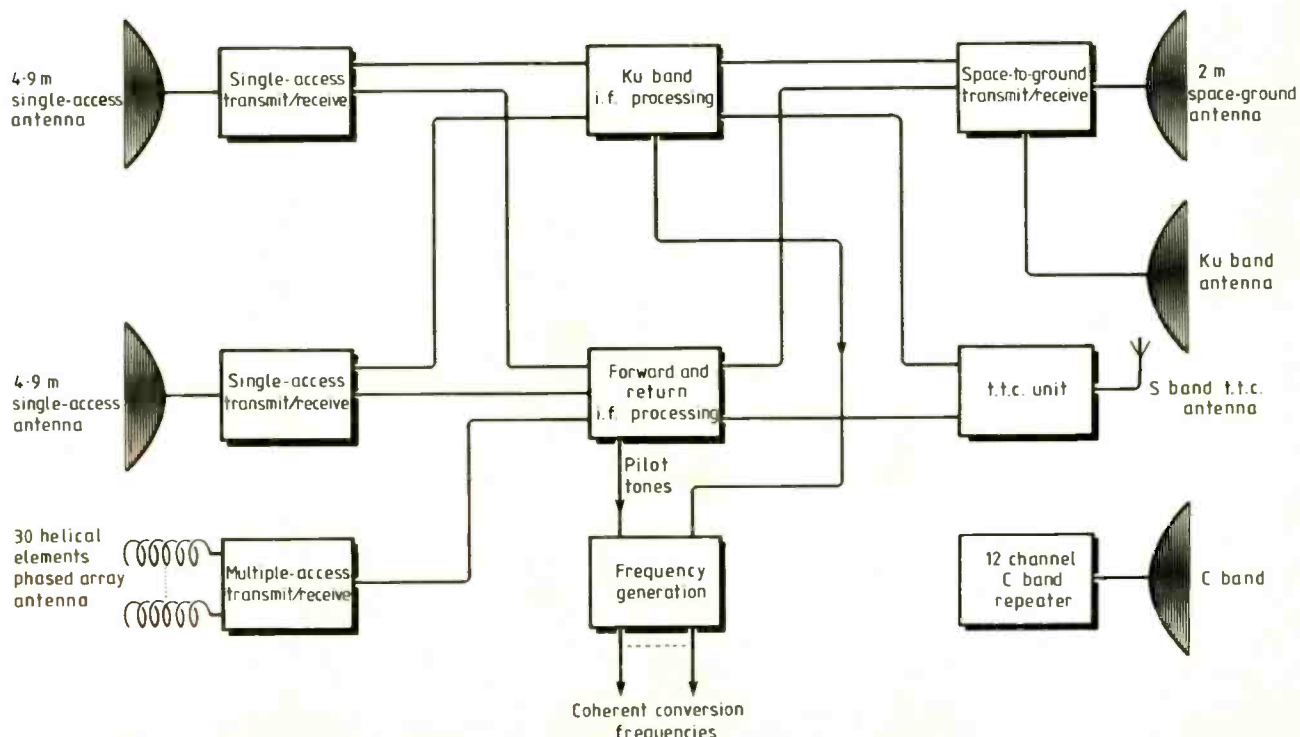 4·9 m
single-access
antenna
Single-access
transmit/receive
Ku band
i.f. processing
Space-to-ground
transmit/receive
2 m
space-ground
antenna
Ku band
antenna
4·9 m
single-access
antenna
Single-access
transmit/receive
Forward and
return
i.f. processing
t.t.c. unit
S band t.t.c.
antenna
Pilot
tones
30 helical
elements
phased array
antenna
Multiple-access
transmit/receive
Frequency
generation
12 channel
C band
repeater
C band
Coherent conversion
frequencies